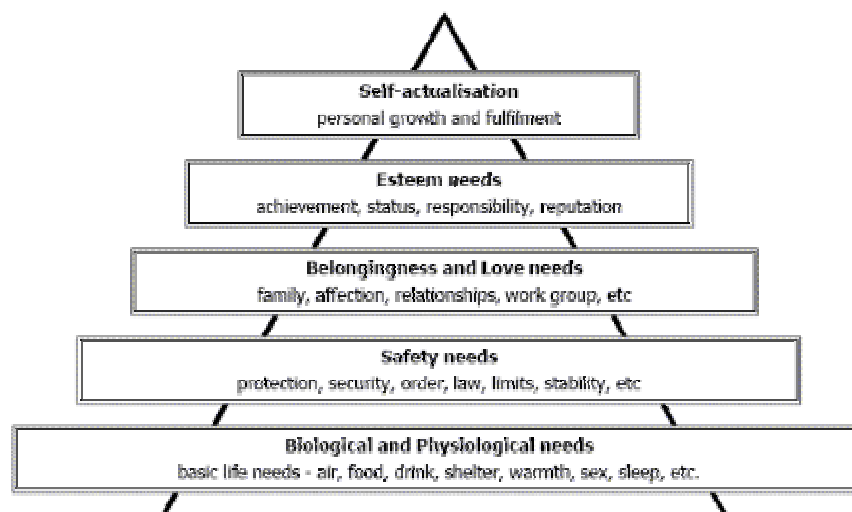 Self-actualisation
personal growth and fulfilment
Esteem needs
achievement, status, responsibility, reputation
Belongingness and Love needs
family, affection, relationships, work group, etc
Safety needs
protection, security, order, law, limits, stability, etc
Biological and Physiological needs
basic life needs - air, food, drink, shelter, warmth, sex, sleep, etc.